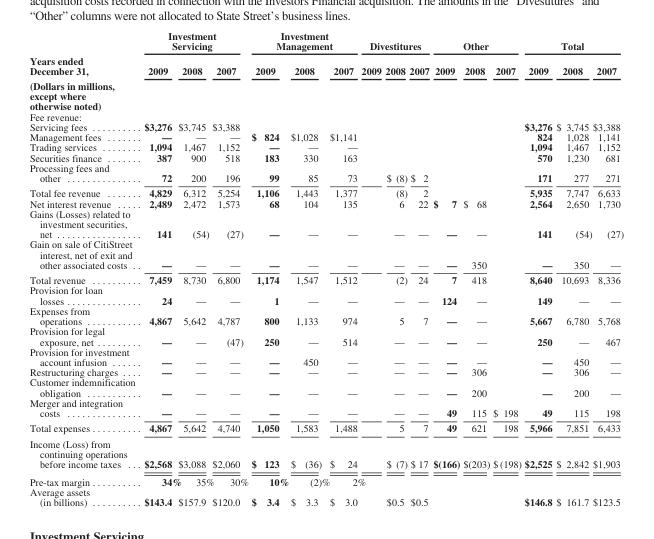 acquisition costs recorded in connection with the Investors Financial acquisition. The amounts in the "Divestitures" and
"Other" columns were not allocated to State Street's business lines.
Investment Servicing Investment Management Divestitures Other Total
Years ended
December 31, 2009 2008 2007 2009 2008 2007 2009 2008 2007 2009 2008 2007 2009 2008 2007
(Dollars in millions,
except where
otherwise noted)
Fee revenue:
Servicing fees .......... $3,276 $3,745 $3,388 $3,276 $ 3,745 $3,388
Management fees ........ — — — $ 824 $1,028 $1,141 824 1,028 1,141
Trading services ......... 1,094 1,467 1,152 — — — 1,094 1,467 1,152
Securities finance ........ 387 900 518 183 330 163 570 1,230 681
Processing fees and
other ............... 72 200 196 99 85 73 $ (8) $ 2 171 277 271
Total fee revenue ........ 4,829 6,312 5,254 1,106 1,443 1,377 (8) 2 5,935 7,747 6,633
Net interest revenue ..... 2,489 2,472 1,573 68 104 135 6 22 $ 7 $ 68 2,564 2,650 1,730
Gains (Losses) related to
investment securities,
net ................ 141 (54) (27) — — — — — — — 141 (54) (27)
Gain on sale of CitiStreet
interest, net of exit and
other associated costs .. — — — — — — — — — 350 — 350 —
Total revenue .......... 7,459 8,730 6,800 1,174 1,547 1,512 (2) 24 7 418 8,640 10,693 8,336
Provision for loan
losses ............... 24 — — 1 — — — — 124 — 149 — —
Expenses from
operations ........... 4,867 5,642 4,787 800 1,133 974 5 7 — — 5,667 6,780 5,768
Provision for legal
exposure, net ......... — — (47) 250 — 514 — — — — 250 — 467
Provision for investment
account infusion ...... — — — — 450 — — — — — — 450 —
Restructuring charges .... — — — — — — — — — 306 — 306 —
Customer indemnification
obligation ........... — — — — — — — — — 200 — 200 —
Merger and integration
costs ............... — — — — — — — — 49 115 $ 198 49 115 198
Total expenses .......... 4,867 5,642 4,740 1,050 1,583 1,488 5 7 49 621 198 5,966 7,851 6,433
Income (Loss) from
continuing operations
before income taxes ... $2,568 $3,088 $2,060 $ 123 $ (36) $ 24 $ (7) $ 17 $(166) $(203) $(198) $2,525 $ 2,842 $1,903
Pre-tax margin .......... 34% 35% 30% 10% (2)% 2%
Average assets
(in billions) .......... $143.4 $157.9 $120.0 $ 3.4 $ 3.3 $ 3.0 $0.5 $0.5 $146.8 $ 161.7 $123.5
Investment Servicing